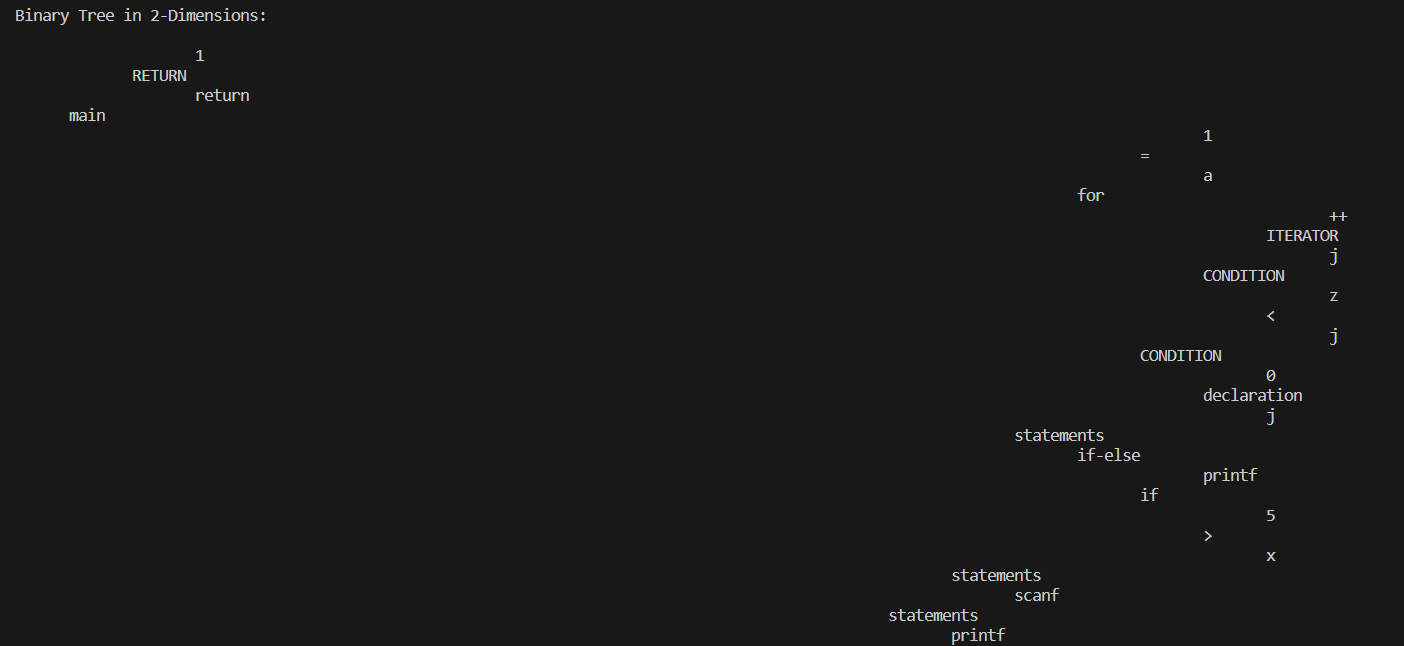 Binary Tree in 2-Dimensions:
1
RETURN
return
main
1
=
a
for
++
ITERATOR
j
CONDITION
z
<
j
CONDITION
0
declaration
j
statements
if-else
printf
if
5
>
x
statements
scanf
statements
printf